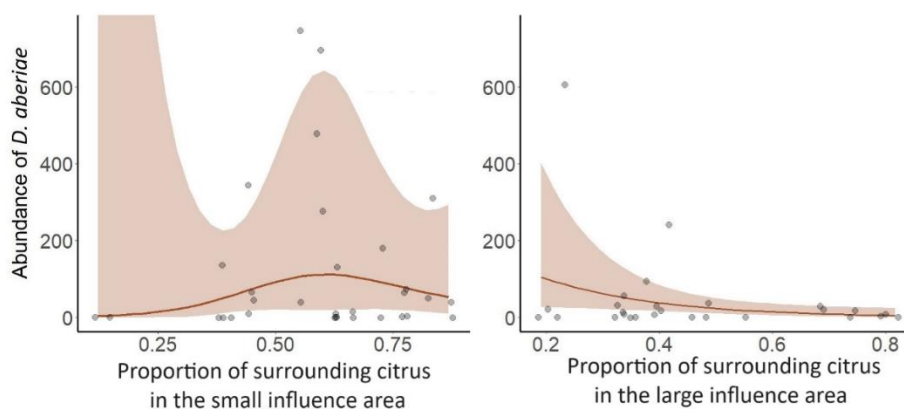 Abundance of D. aberiae
600
400
200
0
0.25 0.50 0.75
Proportion of surrounding citrus
in the small influence area
600
400
200
0
0.2 0.4 0.6 0.8
Proportion of surrounding citrus
in the large influence area